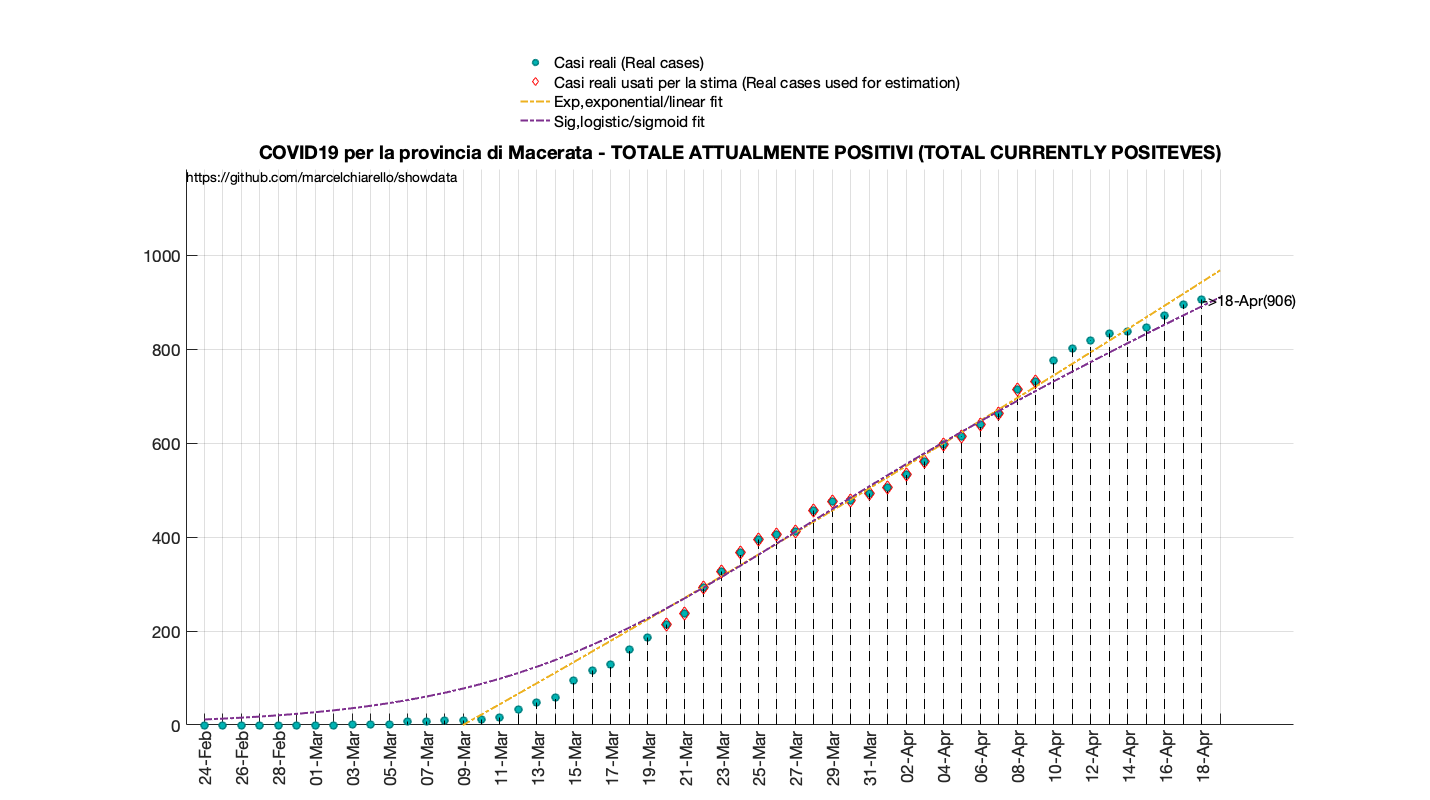 Casi reali (Real cases)
Casi reali usati per la stima (Real cases used for estimation)
Exp,exponential/linear fit
Sig,logistic/sigmoid fit
COVID19 per la provincia di Macerata - TOTALE ATTUALMENTE POSITIVI (TOTAL CURRENTLY POSITEVES)
https://github.com/marcelchiarello/showdata
1000
800
600
400
200
0
->18-Apr(906)
24-Feb
26-Feb
28-Feb
01-Mar
03-Mar
05-Mar
07-Mar
09-Mar
11-Mar
13-Mar
15-Mar
17-Mar
19-Mar
21-Mar
23-Mar
25-Mar
27-Mar
29-Mar
31-Mar
02-Apr
04-Apr
06-Apr
08-Apr
10-Apr
12-Apr
14-Apr
16-Apr
18-Apr